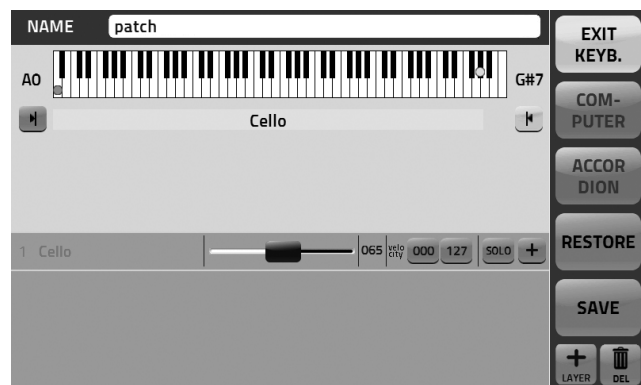 NAME patch
EXIT
KEYB.
A0
G#7
COM-
PUTER
Cello
ACCOR
DION
1 Cello
065 velo
city 000 127 SOLO +
RESTORE
SAVE
+
LAYER DEL